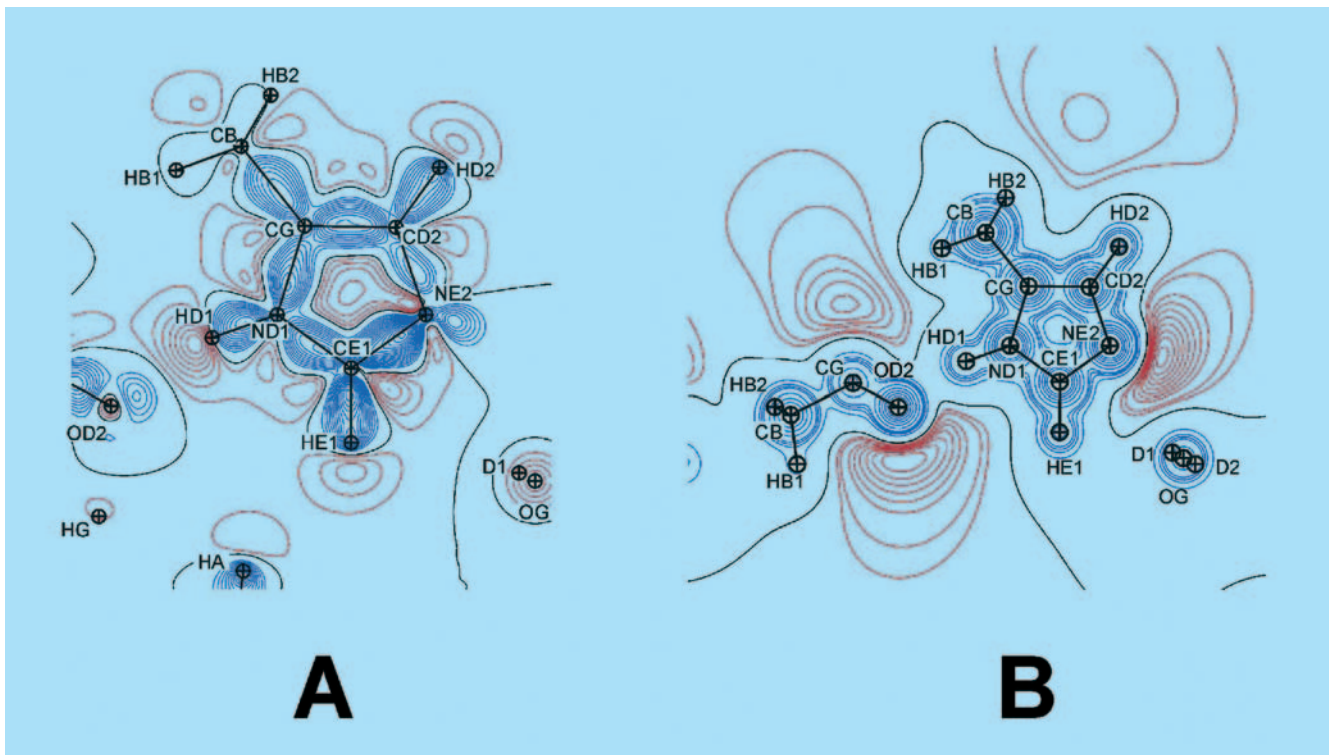 HB2
CB
HB1
HD2
CG
CD2
HD1
ND1
NE2
CE1
OD2
HE1
D1
OG
HG
HA
A
HB2
CB
HB1
HD2
CG
CD2
HD1
NE2
CE1
ND1
CG
OD2
HB2
CB
HB1
HE1
D1
D2
OG
B